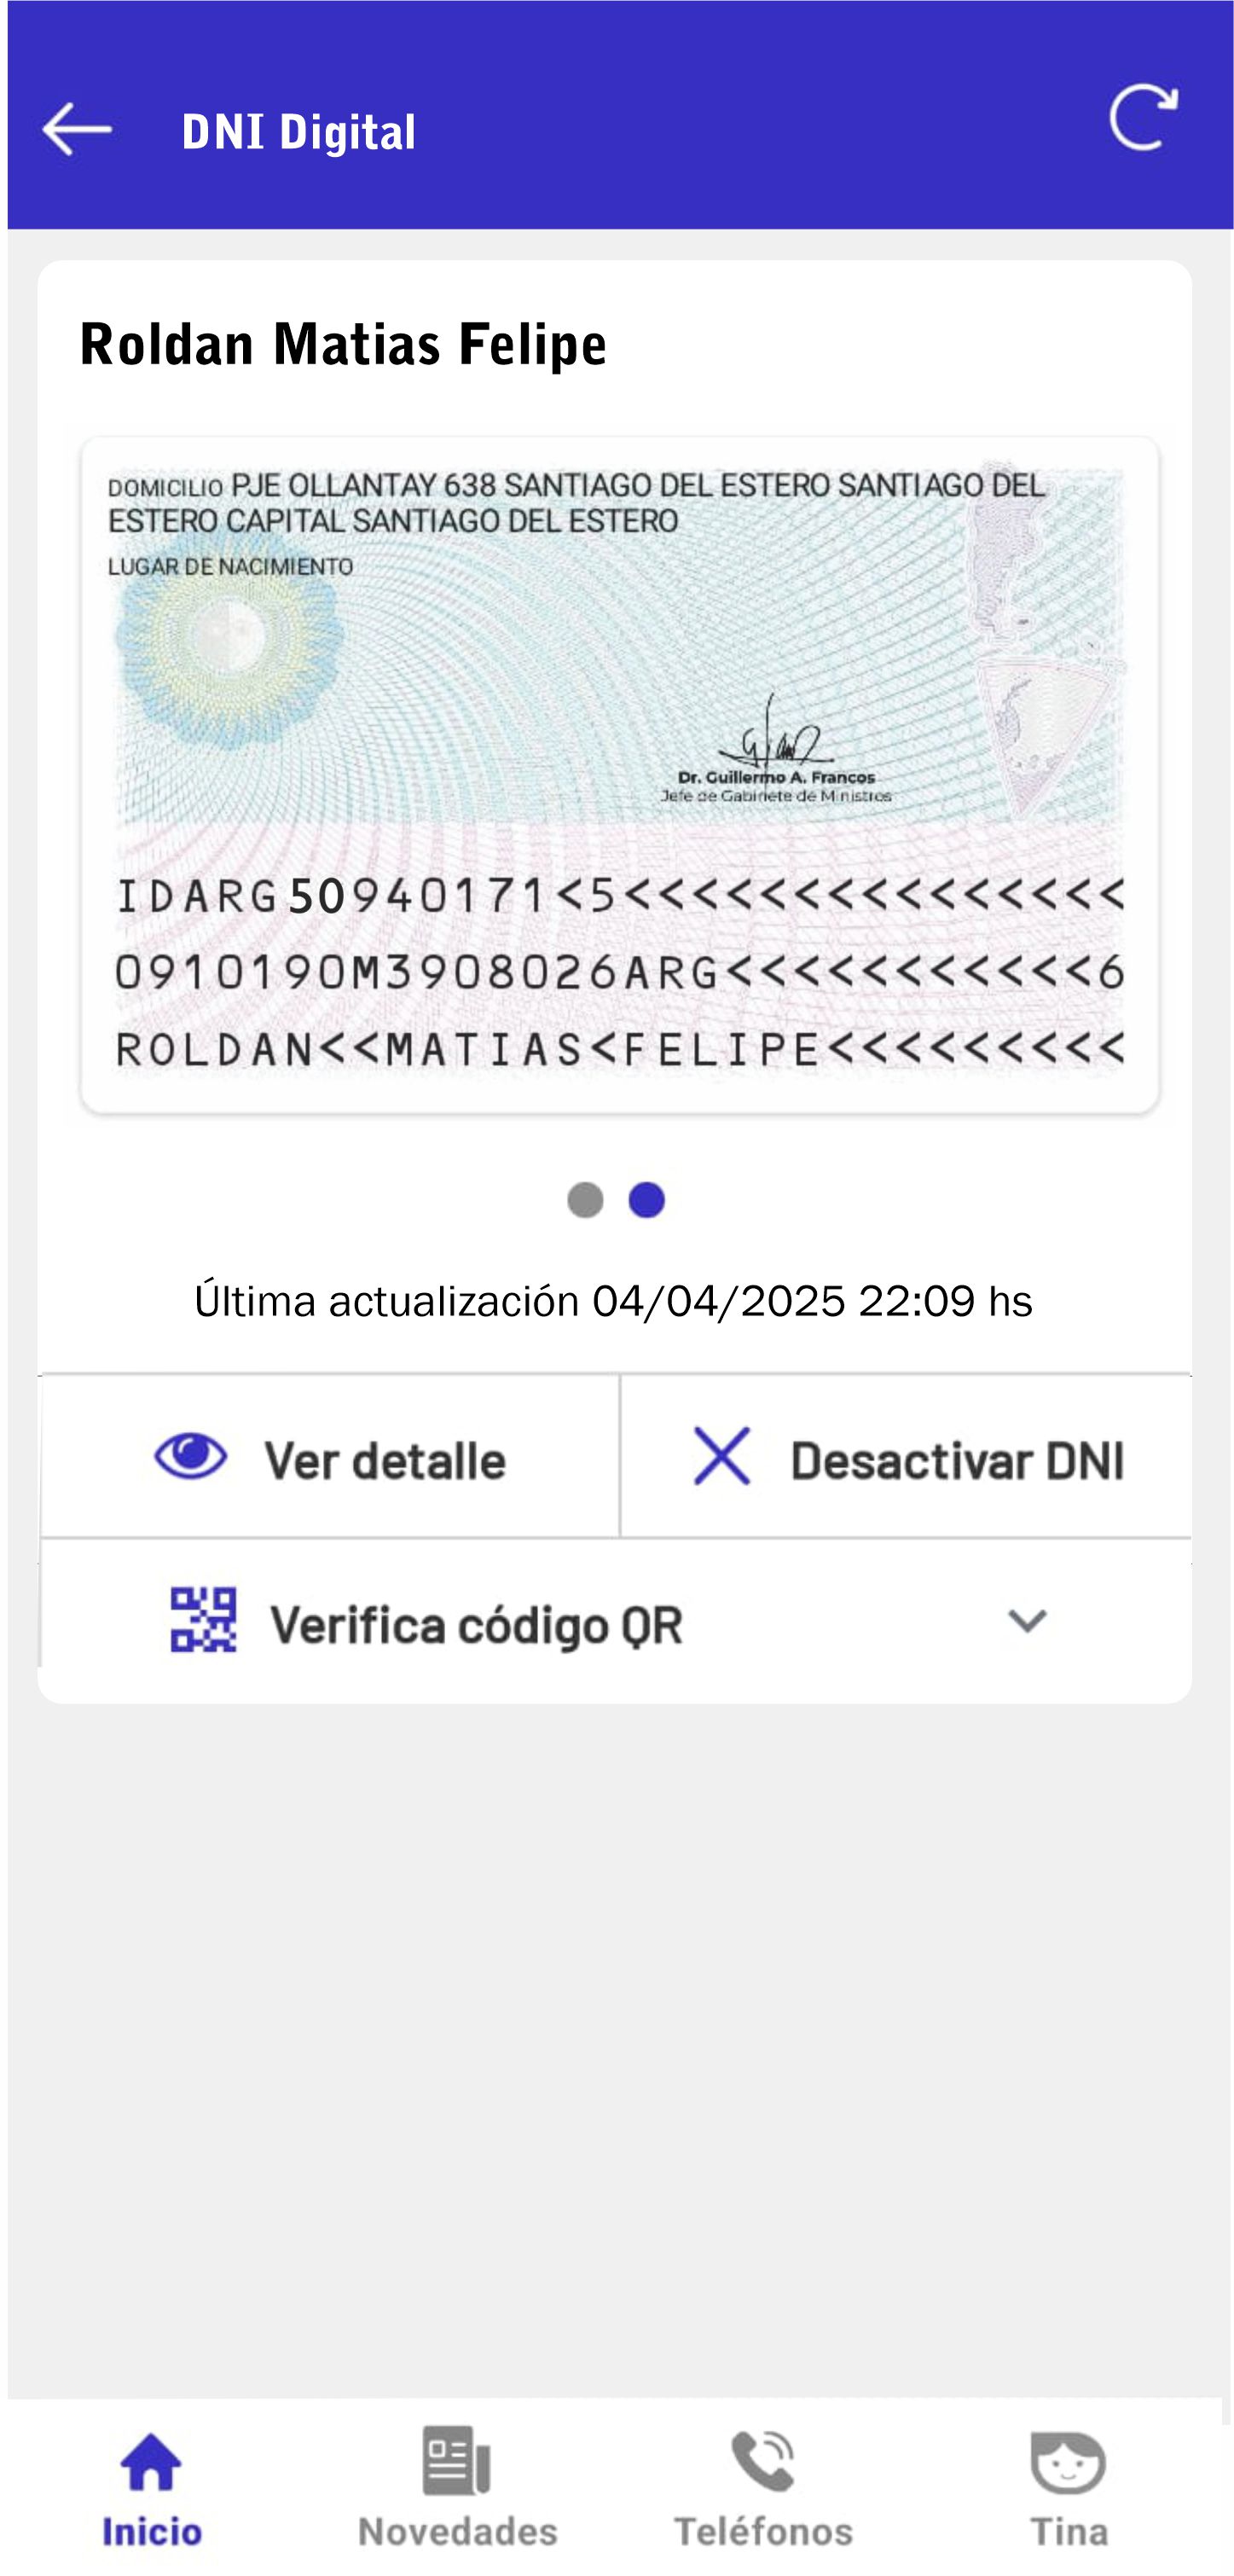 DNI Digital
Roldan Matias Felipe
DOMICILIO PJE OLLANTAY 638 SANTIAGO DEL ESTERO SANTIAGO DEL
ESTERO CAPITAL SANTIAGO DEL ESTERO
LUGAR DE NACIMIENTO
Dr. Guillermo A. Francos
Jefe de Gabinete de Ministros
IDARG50940171<5<<<<<<<<<<<<<<<
0910190M3908026ARG<<<<<<<<<<<6
ROLDAN<<MATIAS<FELIPE<<<<<<<<<
Última actualización 04/04/2025 22:09 hs
Ver detalle
Desactivar DNI
Verifica código QR
Inicio
Novedades
Teléfonos
Tina